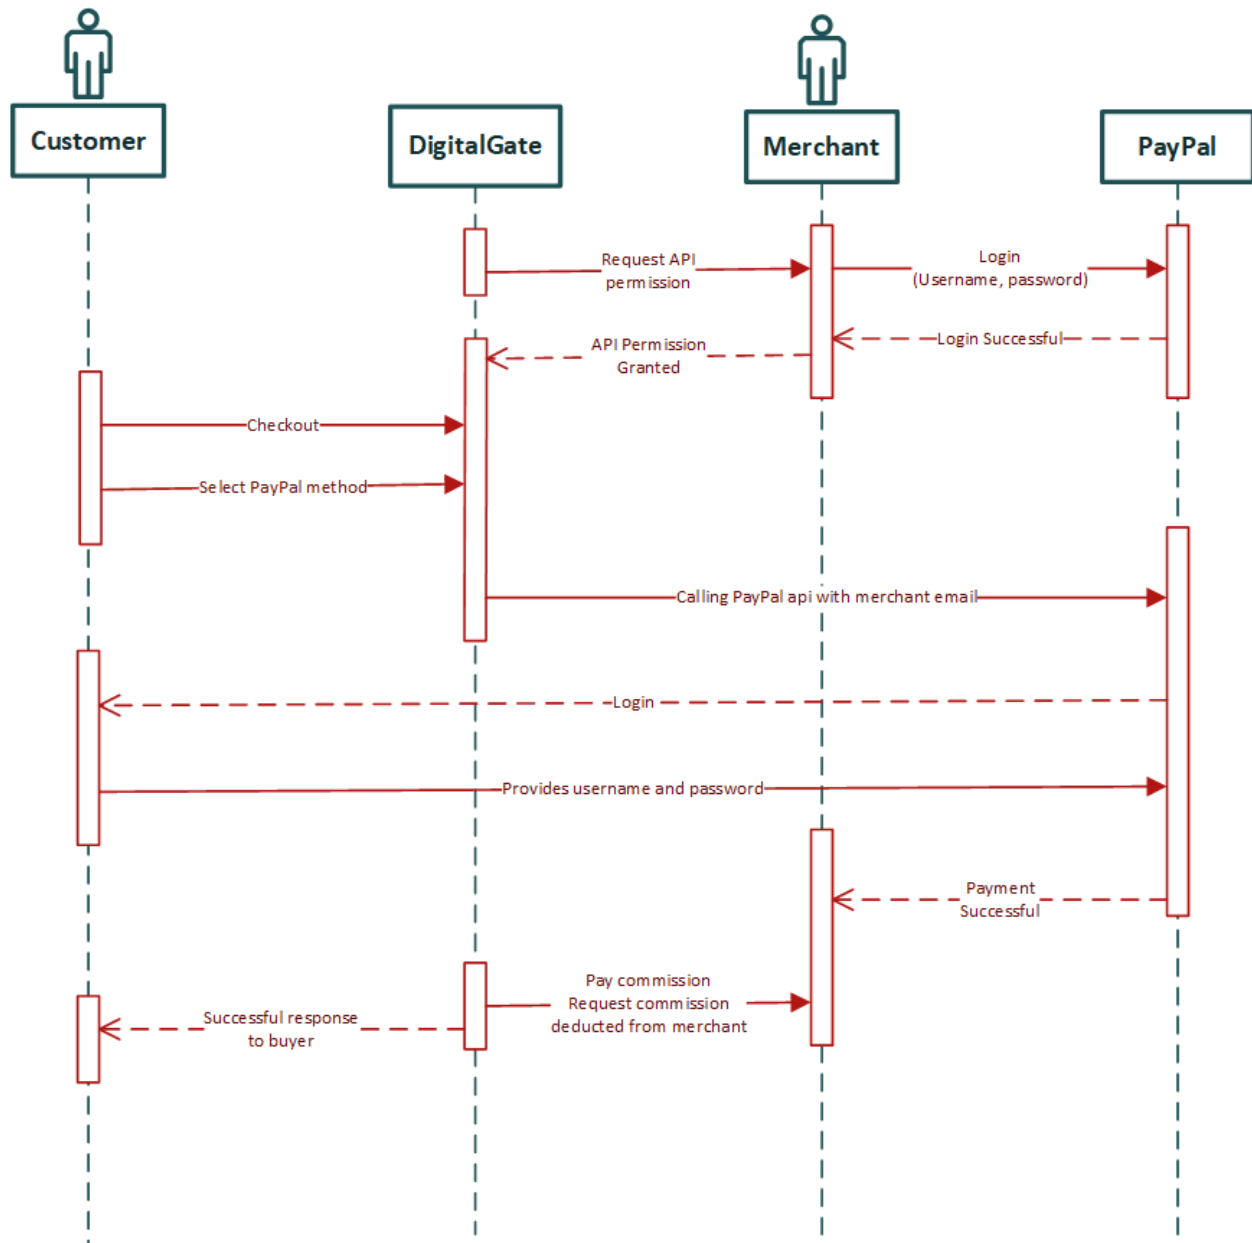 Customer
DigitalGate
Merchant
PayPal
Request API
permission
Login
(Username, password)
Login Successful
API Permission
Granted
Checkout
Select PayPal method
Calling PayPal api with merchant email
Login
Provides username and password
Payment
Successful
Pay commission
Request commission
deducted from merchant
Successful response
to buyer